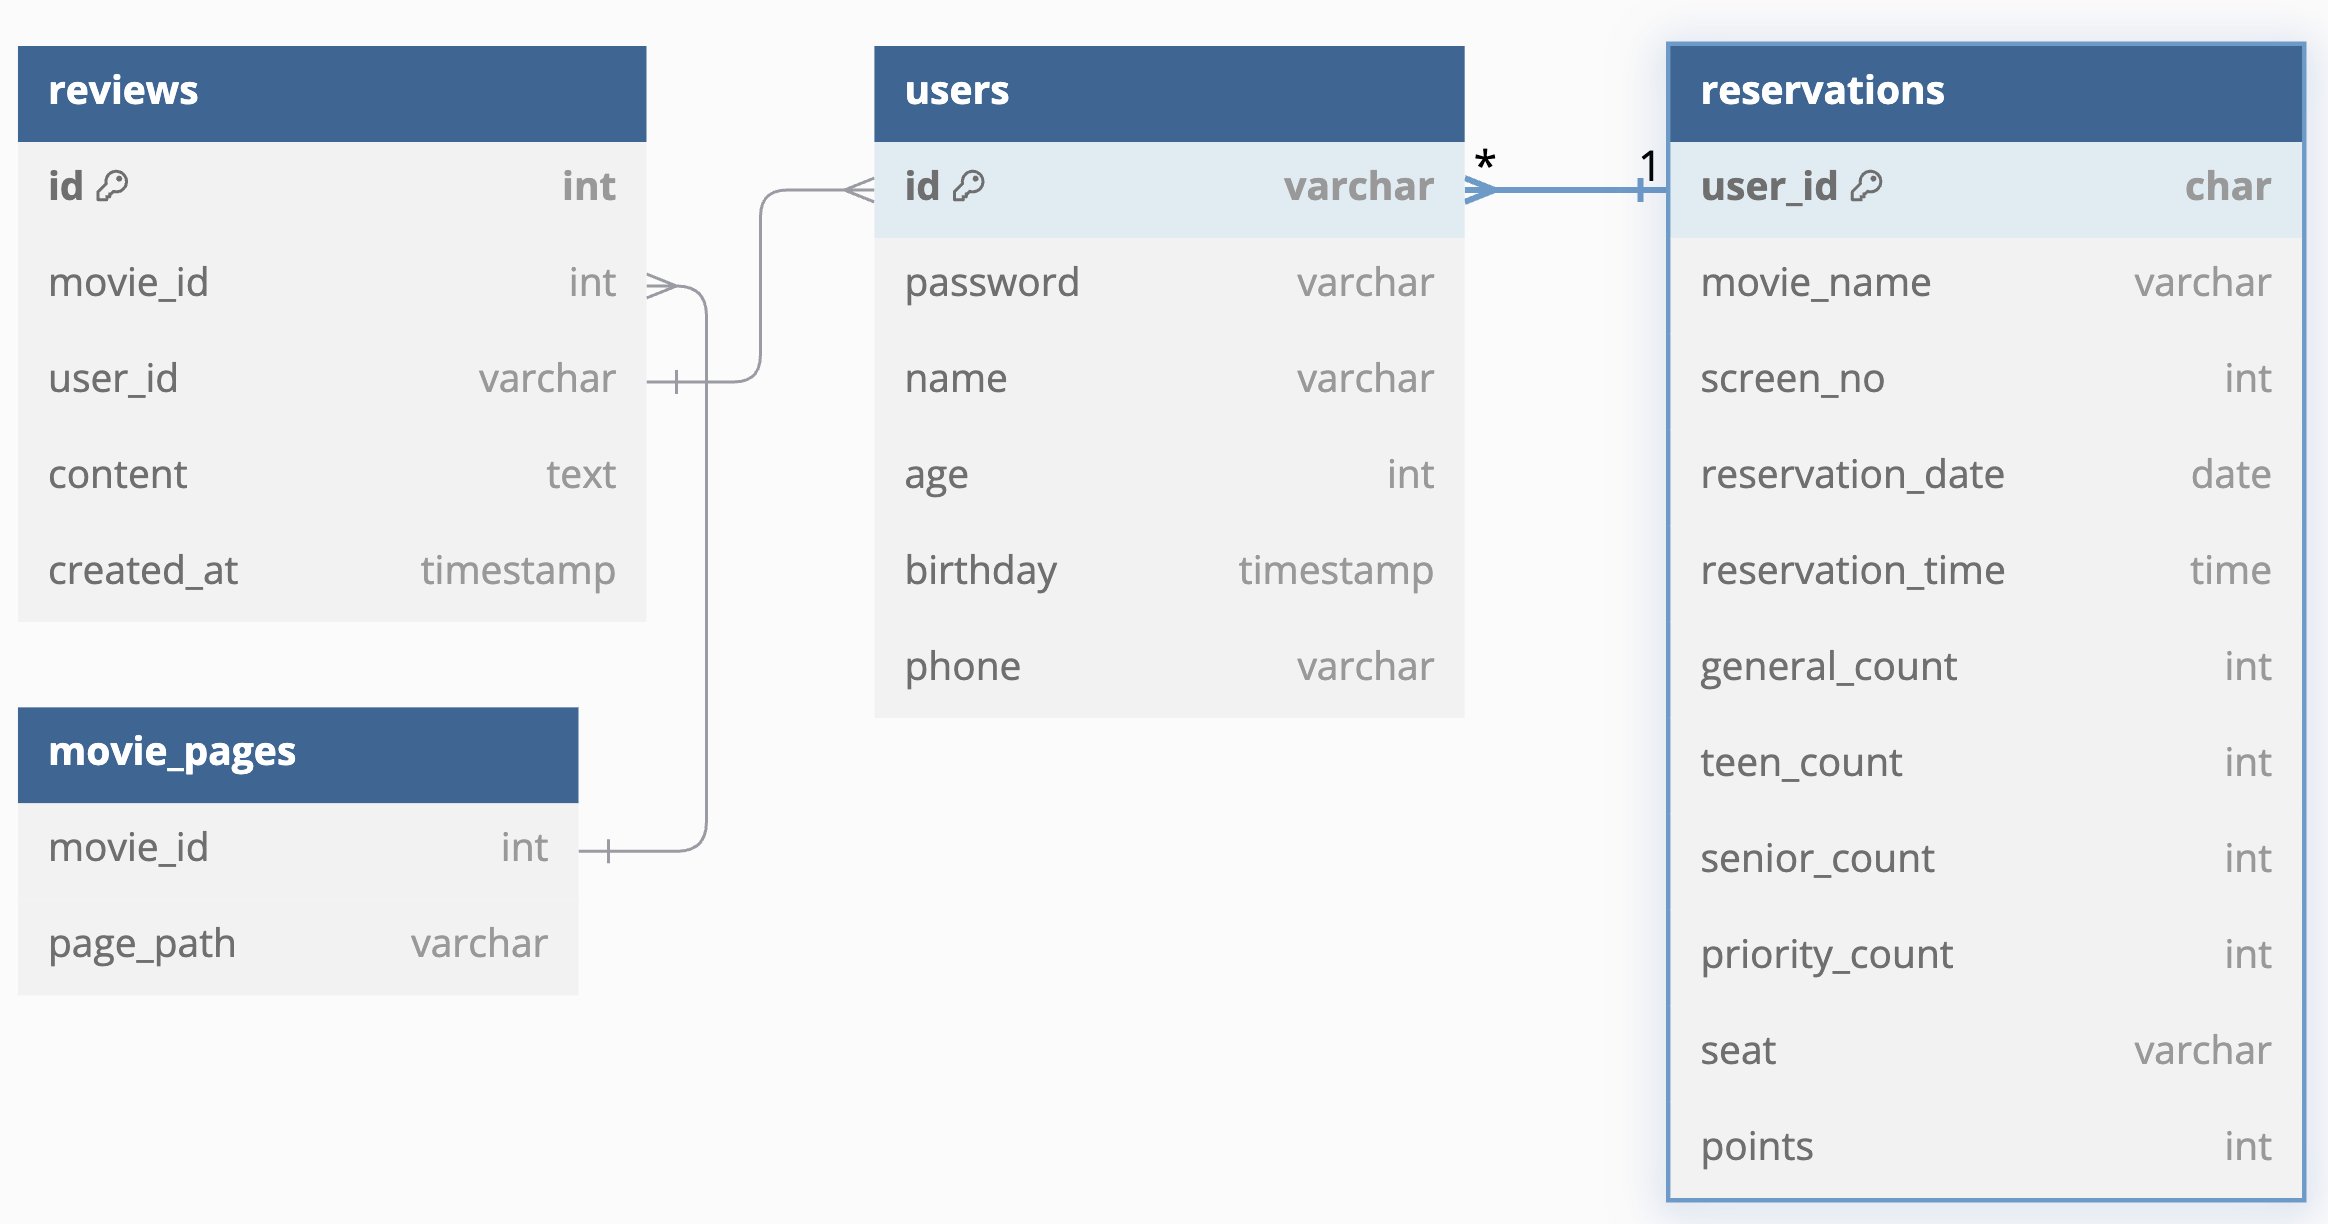 reviews
id int
movie_id int
user_id varchar
content text
created_at timestamp
movie_pages
movie_id int
page_path varchar
users
id varchar
password varchar
name varchar
age int
birthday timestamp
phone varchar
* 1
reservations
user_id char
movie_name varchar
screen_no int
reservation_date date
reservation_time time
general_count int
teen_count int
senior_count int
priority_count int
seat varchar
points int